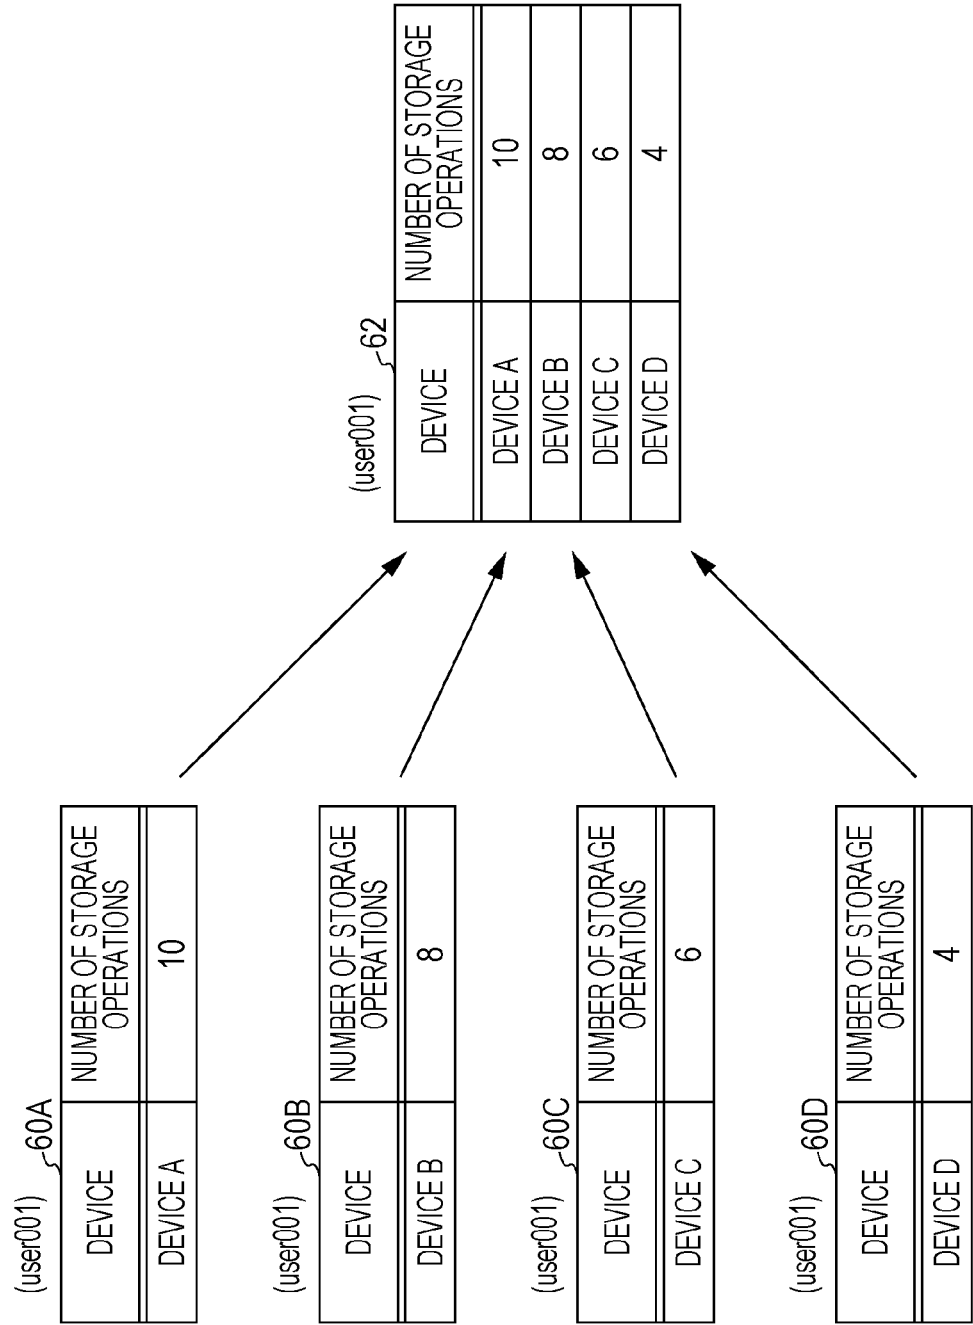 (user001)
60A
DEVICE
NUMBER OF STORAGE
OPERATIONS
DEVICE A
10
(user001)
60B
DEVICE
NUMBER OF STORAGE
OPERATIONS
DEVICE B
8
(user001)
60C
DEVICE
NUMBER OF STORAGE
OPERATIONS
DEVICE C
6
(user001)
60D
DEVICE
NUMBER OF STORAGE
OPERATIONS
DEVICE D
4
(user001)
62
DEVICE
NUMBER OF STORAGE
OPERATIONS
DEVICE A
10
DEVICE B
8
DEVICE C
6
DEVICE D
4